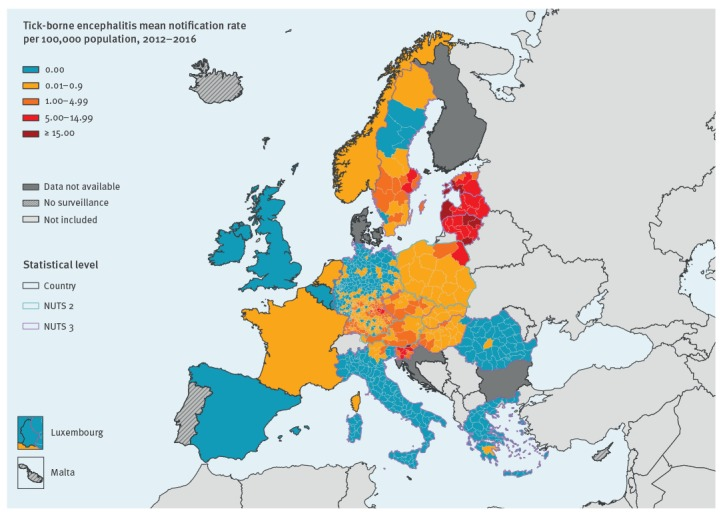 Tick-borne encephalitis mean notification rate
per 100,000 population, 2012–2016
0.00
0.01–0.9
1.00–4.99
5.00–14.99
≥ 15.00
Data not available
No surveillance
Not included
Statistical level
Country
NUTS 2
NUTS 3
Luxembourg
Malta